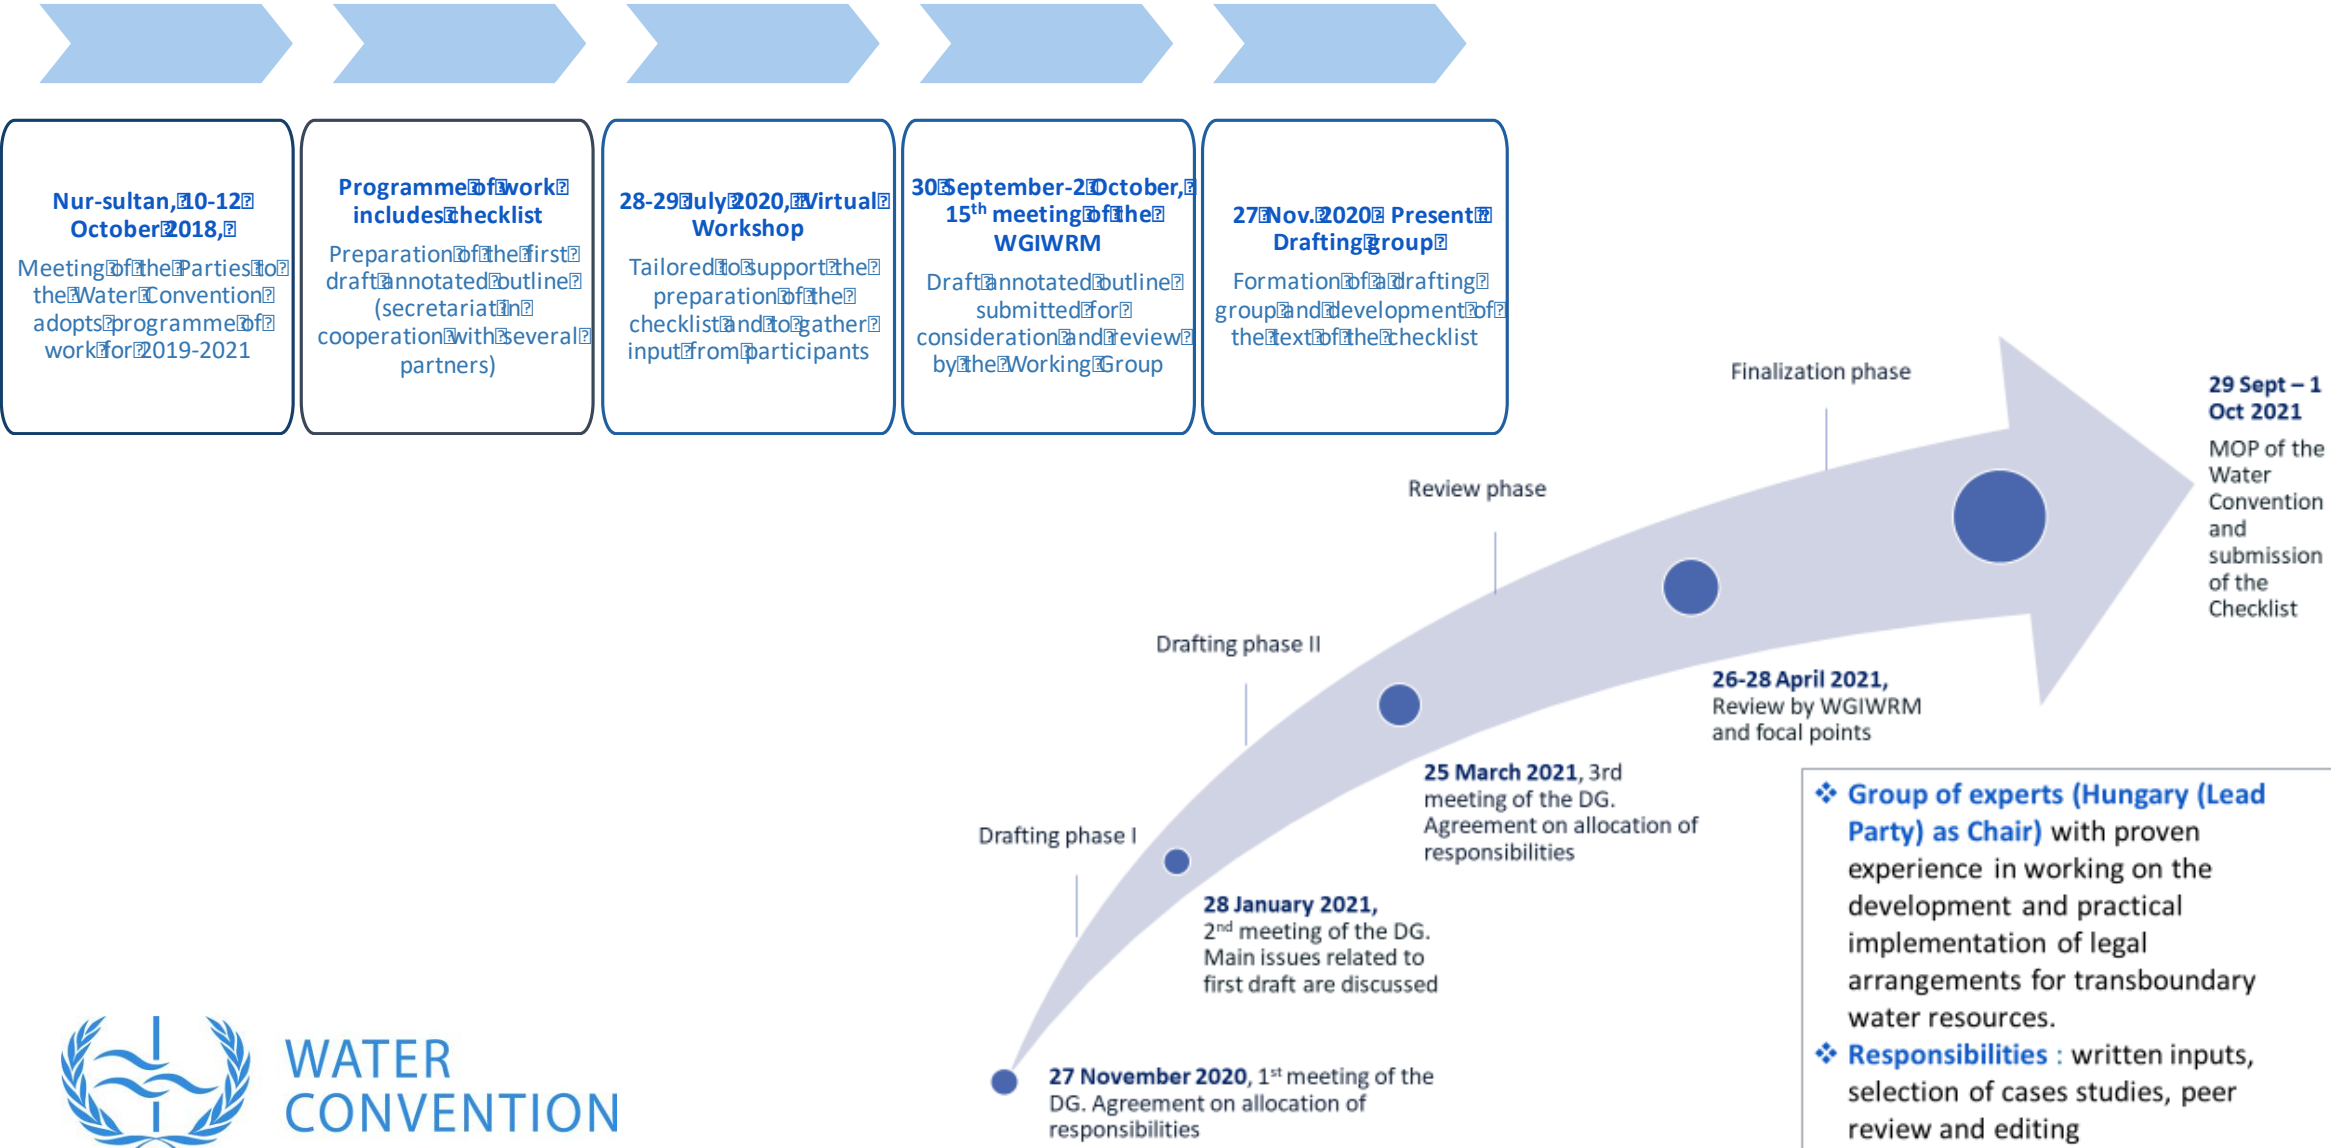 Nur-sultan, 10-12
October 2018,
Meeting of the Parties to
the Water Convention
adopts programme of
work for 2019-2021
Programme of work
includes checklist
Preparation of the first
draft annotated outline
(secretariat in
cooperation with several
partners)
28-29 July 2020, Virtual
Workshop
Tailored to support the
preparation of the
checklist and to gather
input from participants
30 September-2 October,
15th meeting of the
WGIWRM
Draft annotated outline
submitted for
consideration and review
by the Working Group
27 Nov. 2020 - Present
Drafting group
Formation of a drafting
group and development of
the text of the checklist
Finalization phase
29 Sept – 1
Oct 2021
MOP of the
Water
Convention
and
submission
of the
Checklist
Review phase
Drafting phase II
26-28 April 2021,
Review by WGIWRM
and focal points
25 March 2021, 3rd
meeting of the DG.
Agreement on allocation of
responsibilities
Drafting phase I
28 January 2021,
2nd meeting of the DG.
Main issues related to
first draft are discussed
27 November 2020, 1st meeting of the
DG. Agreement on allocation of
responsibilities
❖ Group of experts (Hungary (Lead
Party) as Chair) with proven
experience in working on the
development and practical
implementation of legal
arrangements for transboundary
water resources.
❖ Responsibilities : written inputs,
selection of cases studies, peer
review and editing
WATER
CONVENTION